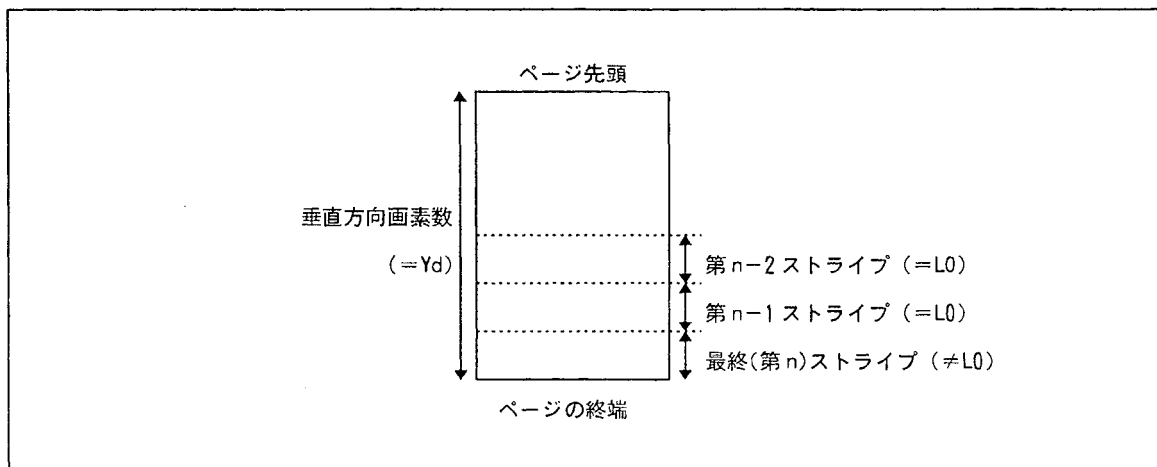 ページ先頭
垂直方向画素数
(=Yd)
第n-2ストライプ(=L0)
第n-1ストライプ(=L0)
最終(第n)ストライプ(≠L0)
ページの終端